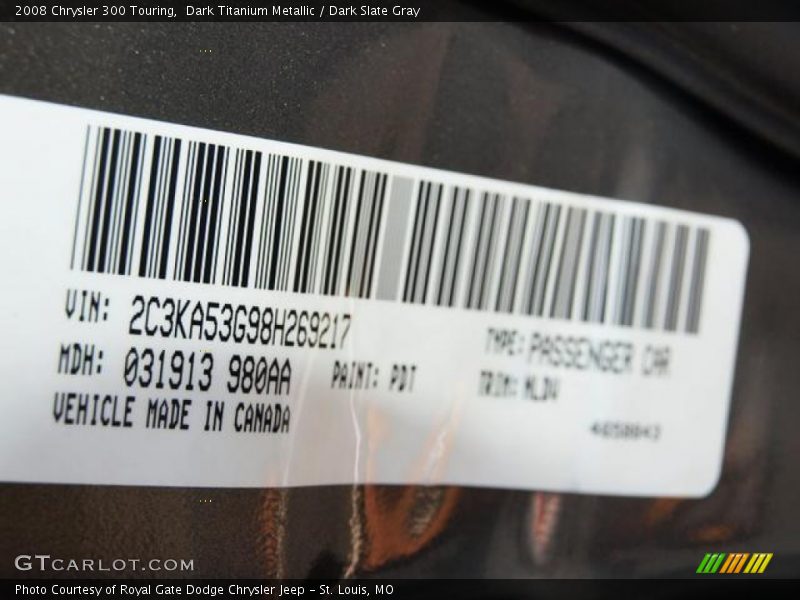 2008 Chrysler 300 Touring,  Dark Titanium Metallic / Dark Slate Gray
VIN: 2C3KA53G98H269217
TYPE: PASSENGER CAR
MDH: 031913 980AA
PAINT: PDT
TRIM:
VEHICLE MADE IN CANADA
GTCARLOT.COM
Photo Courtesy of Royal Gate Dodge Chrysler Jeep - St. Louis, MO